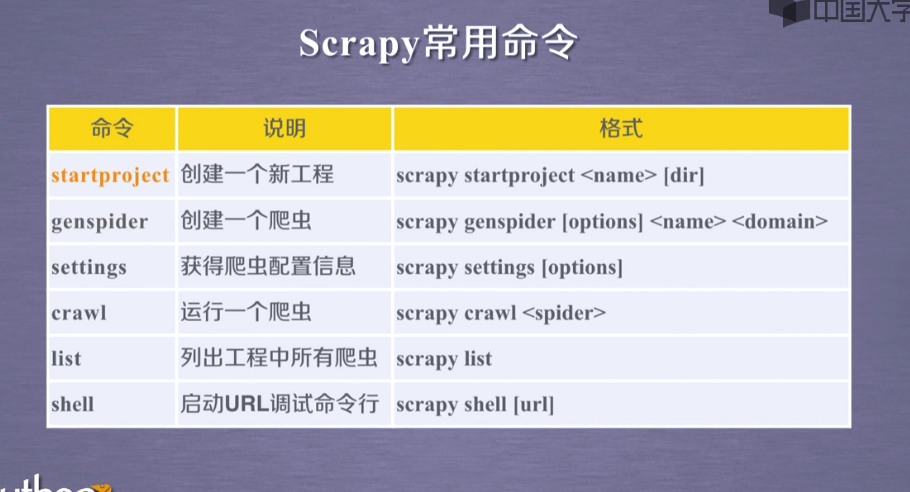 中国大学
Scrapy常用命令
命令 说明 格式
startproject 创建一个新工程 scrapy startproject <name> [dir]
genspider 创建一个爬虫 scrapy genspider [options] <name> <domain>
settings 获得爬虫配置信息 scrapy settings [options]
crawl 运行一个爬虫 scrapy crawl <spider>
list 列出工程中所有爬虫 scrapy list
shell 启动URL调试命令行 scrapy shell [url]